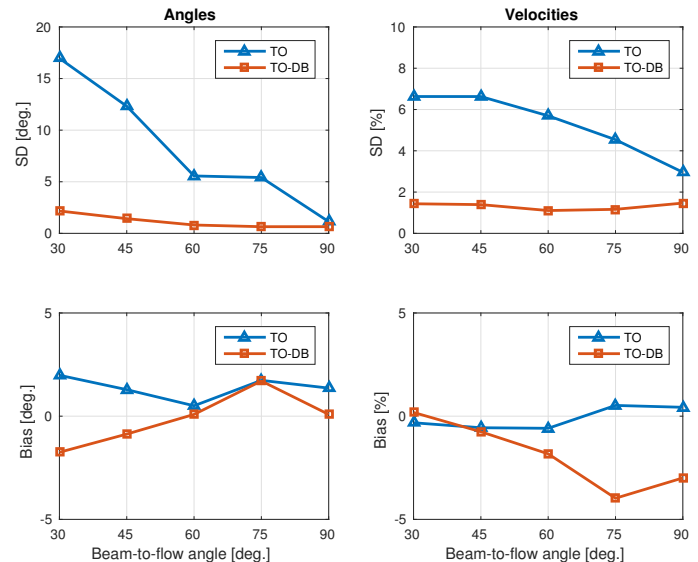 Angles
SD [deg.]
20
15
10
5
0
30 45 60 75 90
TO
TO-DB
Velocities
SD [%]
10
8
6
4
2
0
30 45 60 75 90
TO
TO-DB
Bias [deg.]
5
0
-5
30 45 60 75 90
Beam-to-flow angle [deg.]
TO
TO-DB
Bias [%]
5
0
-5
30 45 60 75 90
Beam-to-flow angle [deg.]
TO
TO-DB